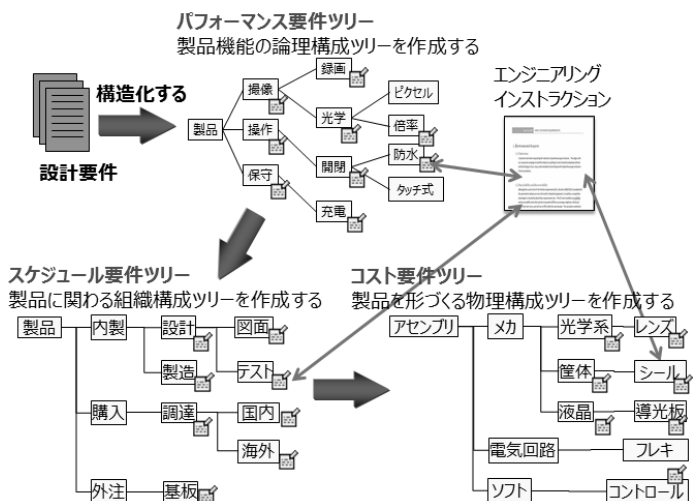 パフォーマンス要件ツリー
製品機能の論理構成ツリーを作成する
構造化する
設計要件
製品
撮像
操作
保守
録画
光学
開閉
充電
ピクセル
倍率
防水
タッチ式
エンジニアリング
インストラクション
スケジュール要件ツリー
製品に関わる組織構成ツリーを作成する
製品
内製
設計
図面
製造
テスト
購入
調達
国内
海外
外注
基板
コスト要件ツリー
製品を形づくる物理構成ツリーを作成する
アセンブリ
メカ
光学系
レンズ
筐体
シール
液晶
導光板
電気回路
フレキ
ソフト
コントロール